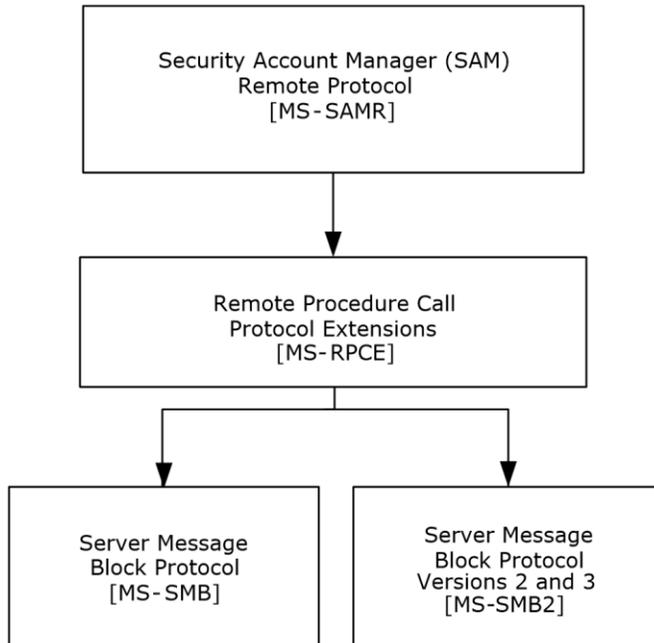 Security Account Manager (SAM)
Remote Protocol
[MS-SAMR]
Remote Procedure Call
Protocol Extensions
[MS-RPCE]
Server Message
Block Protocol
[MS-SMB]
Server Message
Block Protocol
Versions 2 and 3
[MS-SMB2]